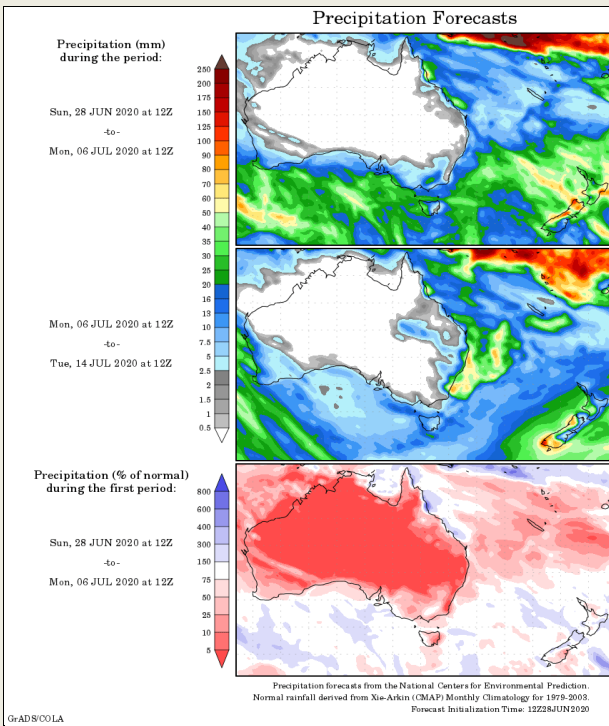 Precipitation Forecasts
Precipitation (mm)
during the period:
Sun, 28 JUN 2020 at 12Z
-to-
Mon, 06 JUL 2020 at 12Z
250
200
175
150
125
100
90
80
70
60
50
40
35
30
25
20
16
13
10
7.5
5
2.5
2
1.5
1
0.5
Mon, 06 JUL 2020 at 12Z
-to-
Tue, 14 JUL 2020 at 12Z
Precipitation (% of normal)
during the first period:
Sun, 28 JUN 2020 at 12Z
-to-
Mon, 06 JUL 2020 at 12Z
800
600
400
300
150
75
50
25
10
5
Precipitation forecasts from the National Centers for Environmental Prediction.
Normal rainfall derived from Xie-Arkin (CMAP) Monthly Climatology for 1979-2003.
Forecast Initialization Time: 12Z28JUN2020
GrADS/COLA